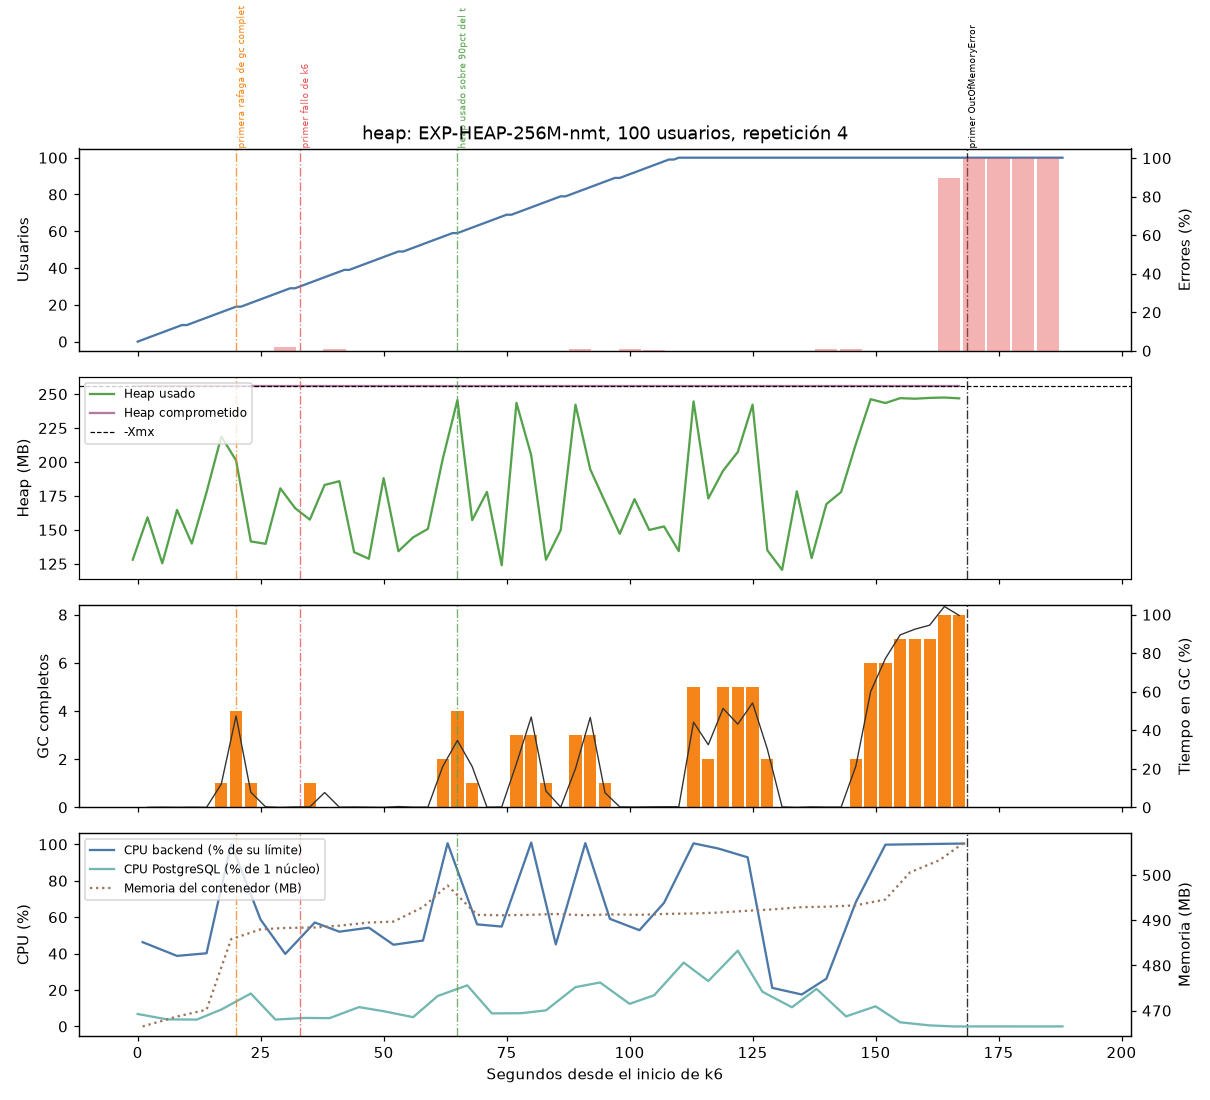 primera rafaga de gc complet
primer fallo de k6
heap usado sobre 90pct del t
primer OutOfMemoryError
heap: EXP-HEAP-256M-nmt, 100 usuarios, repetición 4
Usuarios
100
80
60
40
20
0
100
80
60
40
20
0
Errores (%)
Heap (MB)
250
225
200
175
150
125
Heap usado
Heap comprometido
-Xmx
GC completos
8
6
4
2
0
100
80
60
40
20
0
Tiempo en GC (%)
CPU (%)
100
80
60
40
20
0
CPU backend (% de su límite)
CPU PostgreSQL (% de 1 núcleo)
Memoria del contenedor (MB)
500
490
480
470
Memoria (MB)
0 25 50 75 100 125 150 175 200
Segundos desde el inicio de k6